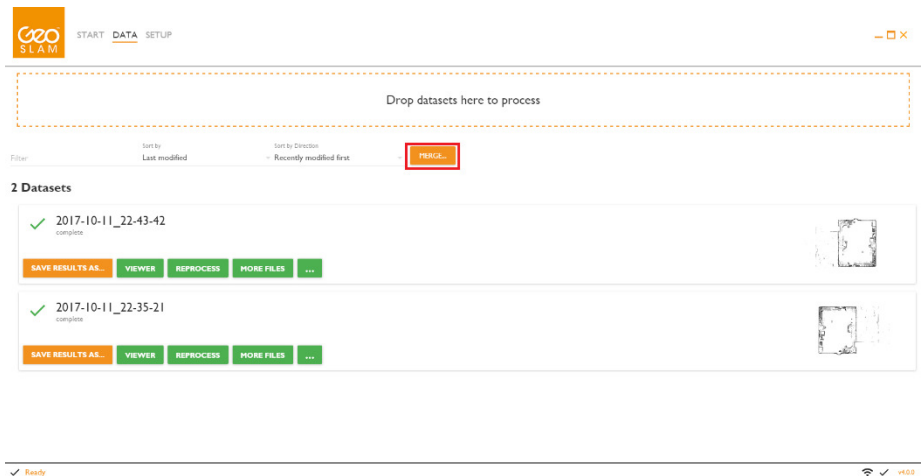 Geo
SLAM
START DATA SETUP
Drop datasets here to process
Filter
Sort by
Last modified
Sort by Direction
Recently modified first
MERGE...
2 Datasets
2017-10-11_22-43-42
complete
SAVE RESULTS AS... VIEWER REPROCESS MORE FILES ...
2017-10-11_22-35-21
complete
SAVE RESULTS AS... VIEWER REPROCESS MORE FILES ...
Ready v4.0.0